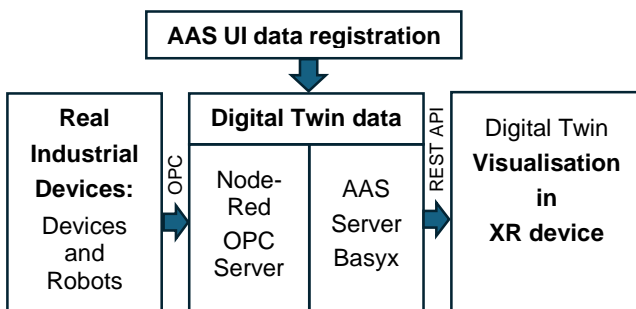 AAS UI data registration
Real
Industrial
Devices:
Devices
and
Robots
OPC
Digital Twin data
Node-
Red
OPC
Server
AAS
Server
Basyx
REST API
Digital Twin
Visualisation
in
XR device